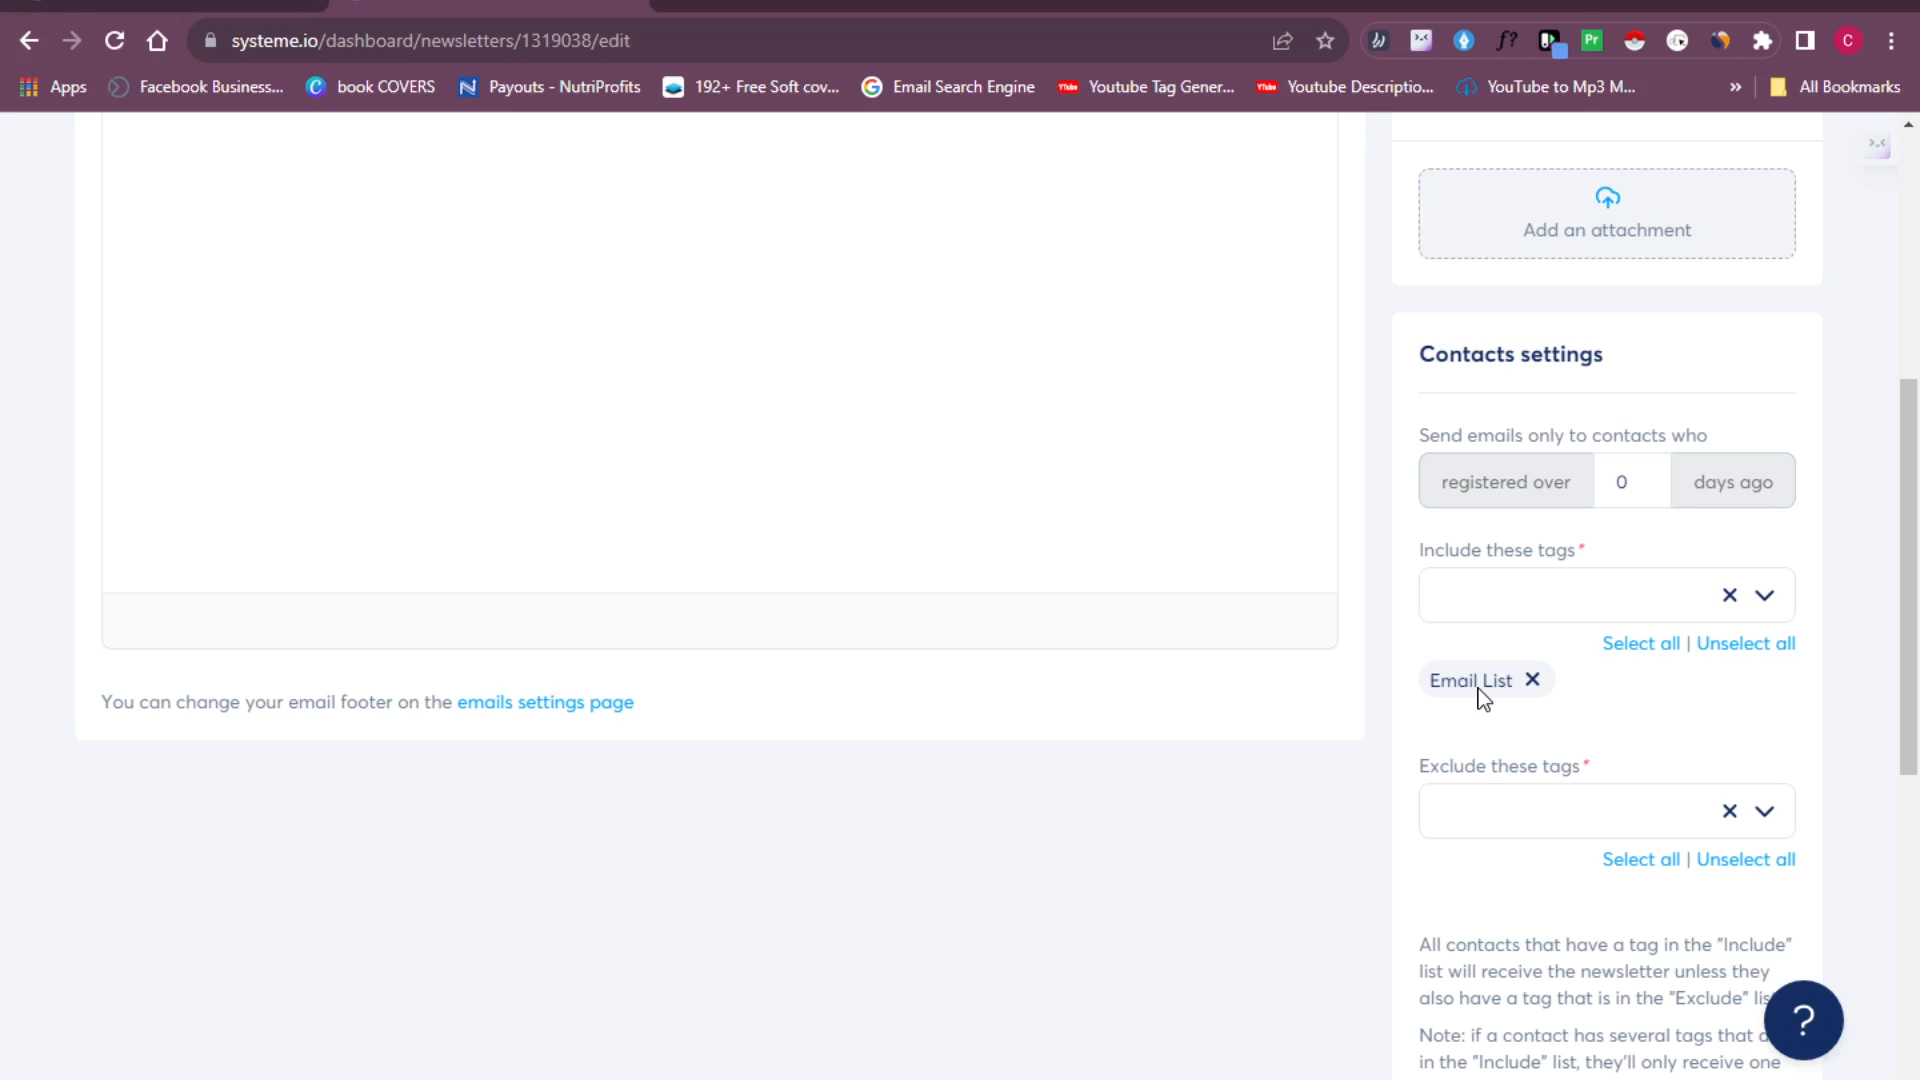 systeme.io/dashboard/newsletters/1319038/edit
Apps
Facebook Business...
book COVERS
Payouts - NutriProfits
192+ Free Soft cov...
Email Search Engine
Youtube Tag Gener...
Youtube Descriptio...
YouTube to Mp3 M...
»
All Bookmarks
Add an attachment
Contacts settings
Send emails only to contacts who
registered over 0 days ago
Include these tags*
Select all | Unselect all
Email List
You can change your email footer on the emails settings page
Exclude these tags*
Select all | Unselect all
All contacts that have a tag in the "Include"
list will receive the newsletter unless they
also have a tag that is in the "Exclude"
Note: if a contact has several tags that
in the "Include" list, they'll only receive one
?